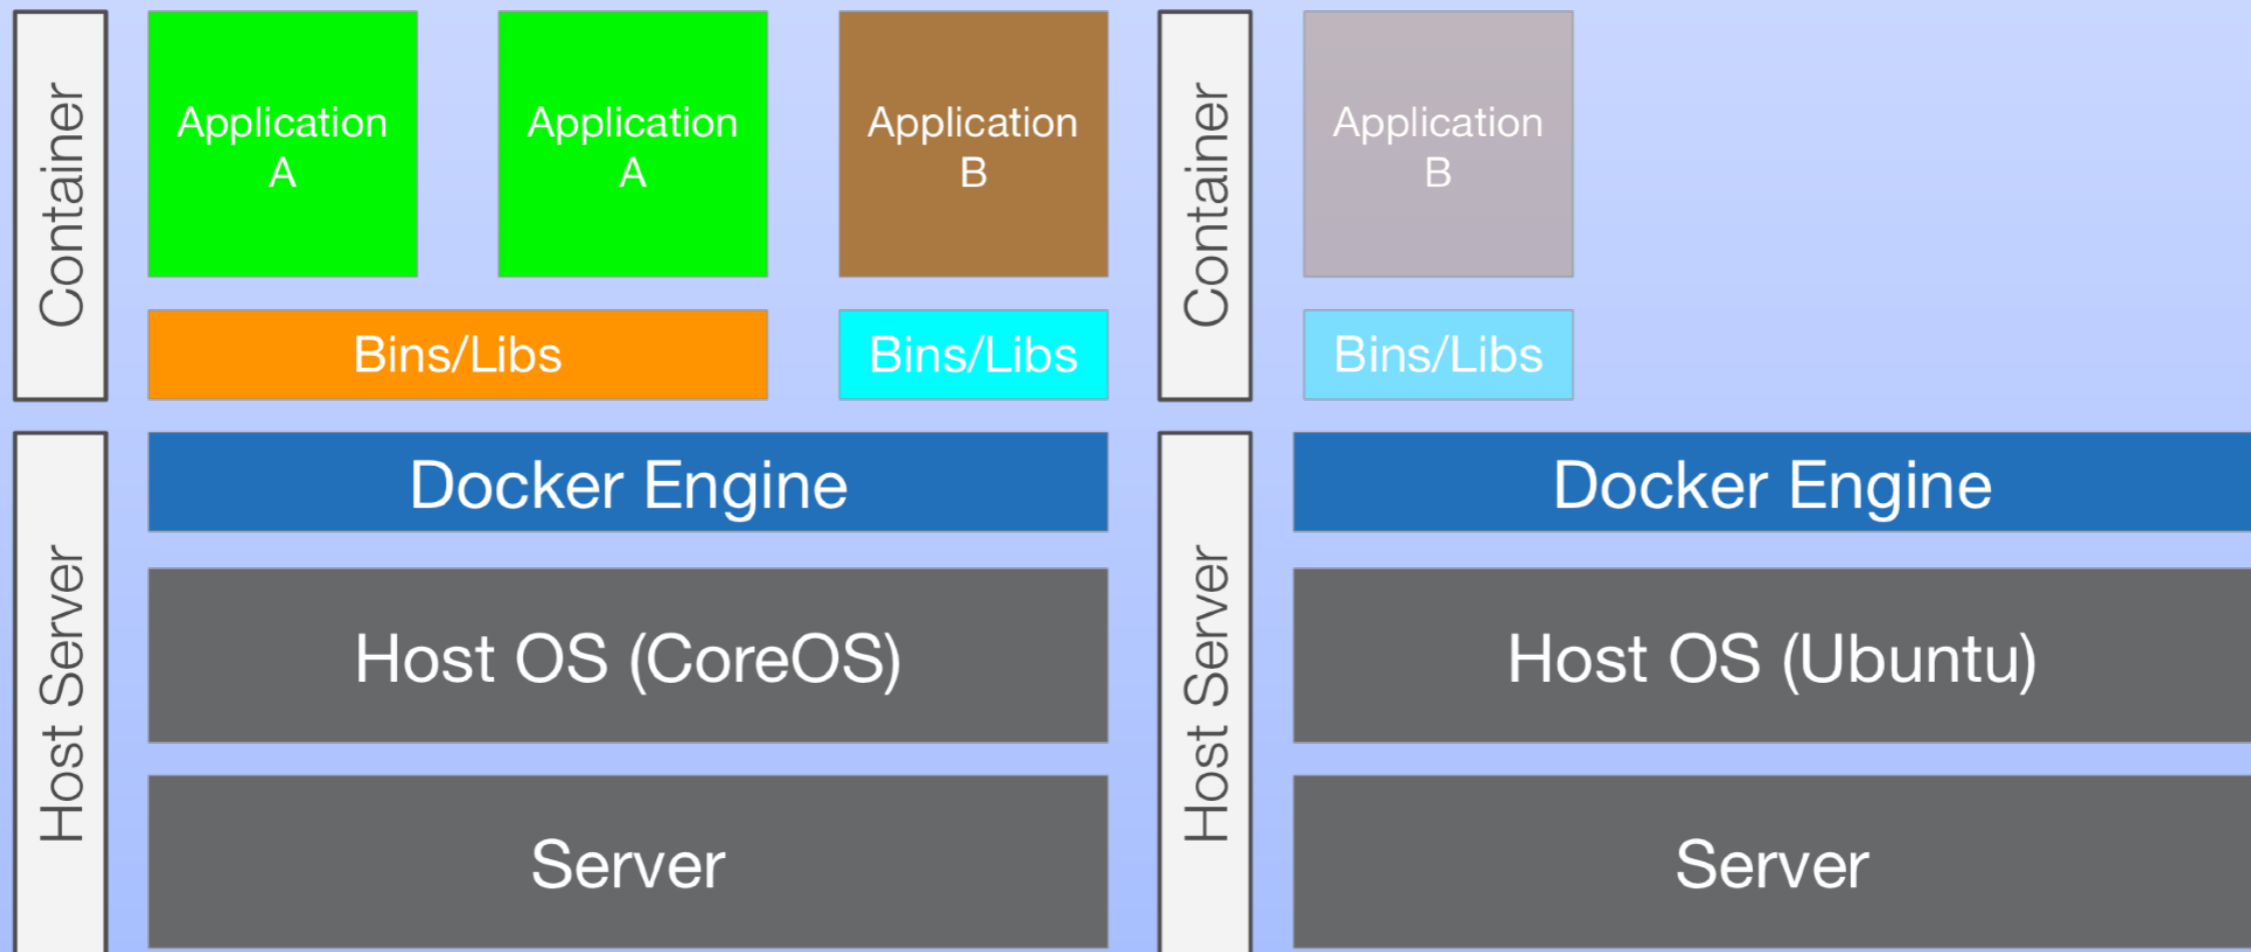 Container
Application
A
Application
A
Application
B
Bins/Libs
Bins/Libs
Host Server
Docker Engine
Host OS (CoreOS)
Server
Container
Application
B
Bins/Libs
Host Server
Docker Engine
Host OS (Ubuntu)
Server